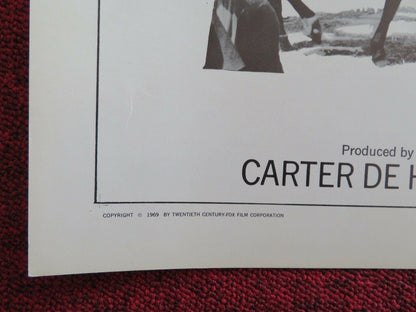 Produced by
CARTER DE H
COPYRIGHT © 1969 BY TWENTIETH CENTURY-FOX FILM CORPORATION